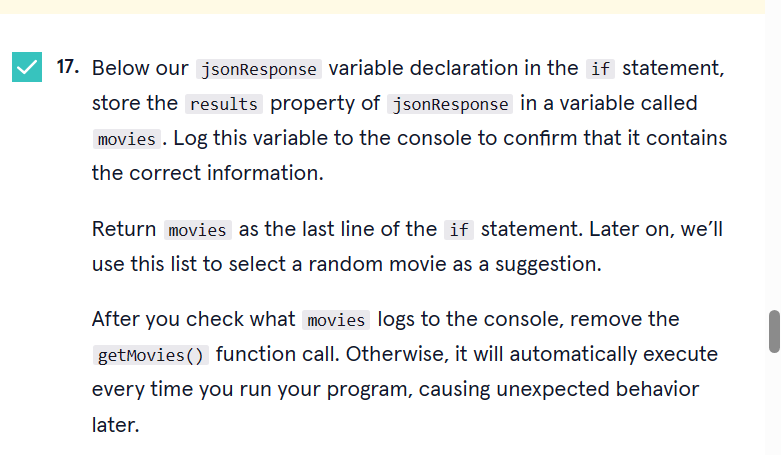 17. Below our jsonResponse variable declaration in the if statement,
store the results property of jsonResponse in a variable called
movies. Log this variable to the console to confirm that it contains
the correct information.
Return movies as the last line of the if statement. Later on, we’ll
use this list to select a random movie as a suggestion.
After you check what movies logs to the console, remove the
getMovies() function call. Otherwise, it will automatically execute
every time you run your program, causing unexpected behavior
later.